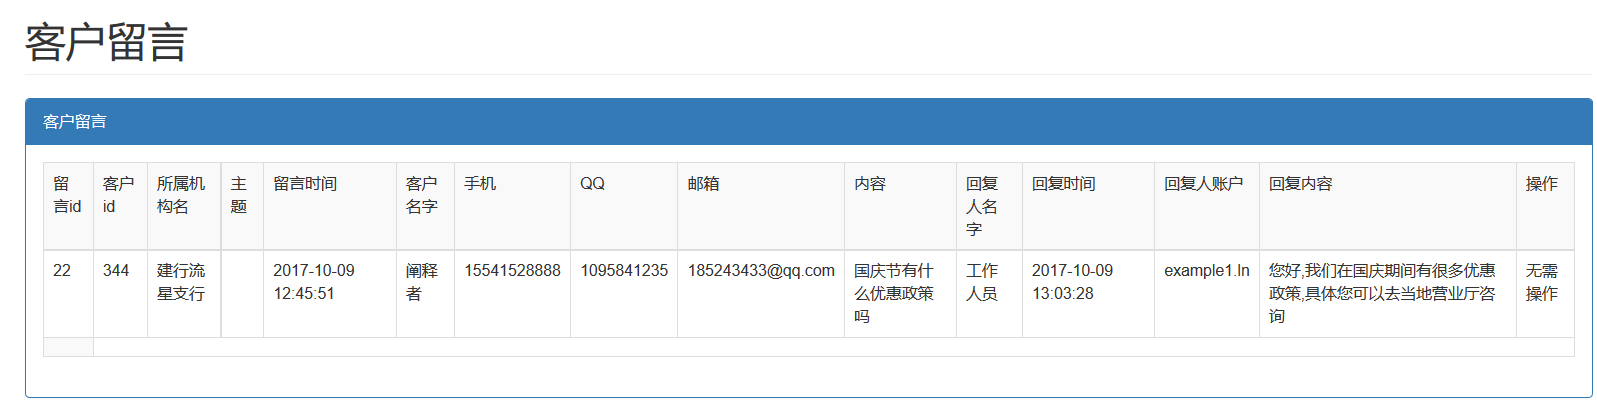 客户留言
客户留言
留言id 客户id 所属机构名 主题 留言时间 客户名字 手机 QQ 邮箱 内容 回复人名字 回复时间 回复人账户 回复内容 操作
22 344 建行流星支行 2017-10-09 12:45:51 阐释者 15541528888 1095841235 185243433@qq.com 国庆节有什么优惠政策吗 工作人员 2017-10-09 13:03:28 example1.ln 您好,我们在国庆期间有很多优惠政策,具体您可以去当地营业厅咨询 无需操作